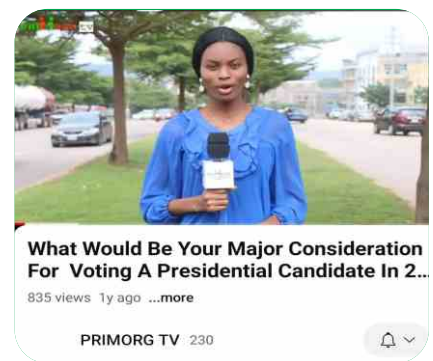 What Would Be Your Major Consideration
For Voting A Presidential Candidate In 2...
835 views 1y ago ...more
PRIMORG TV 230